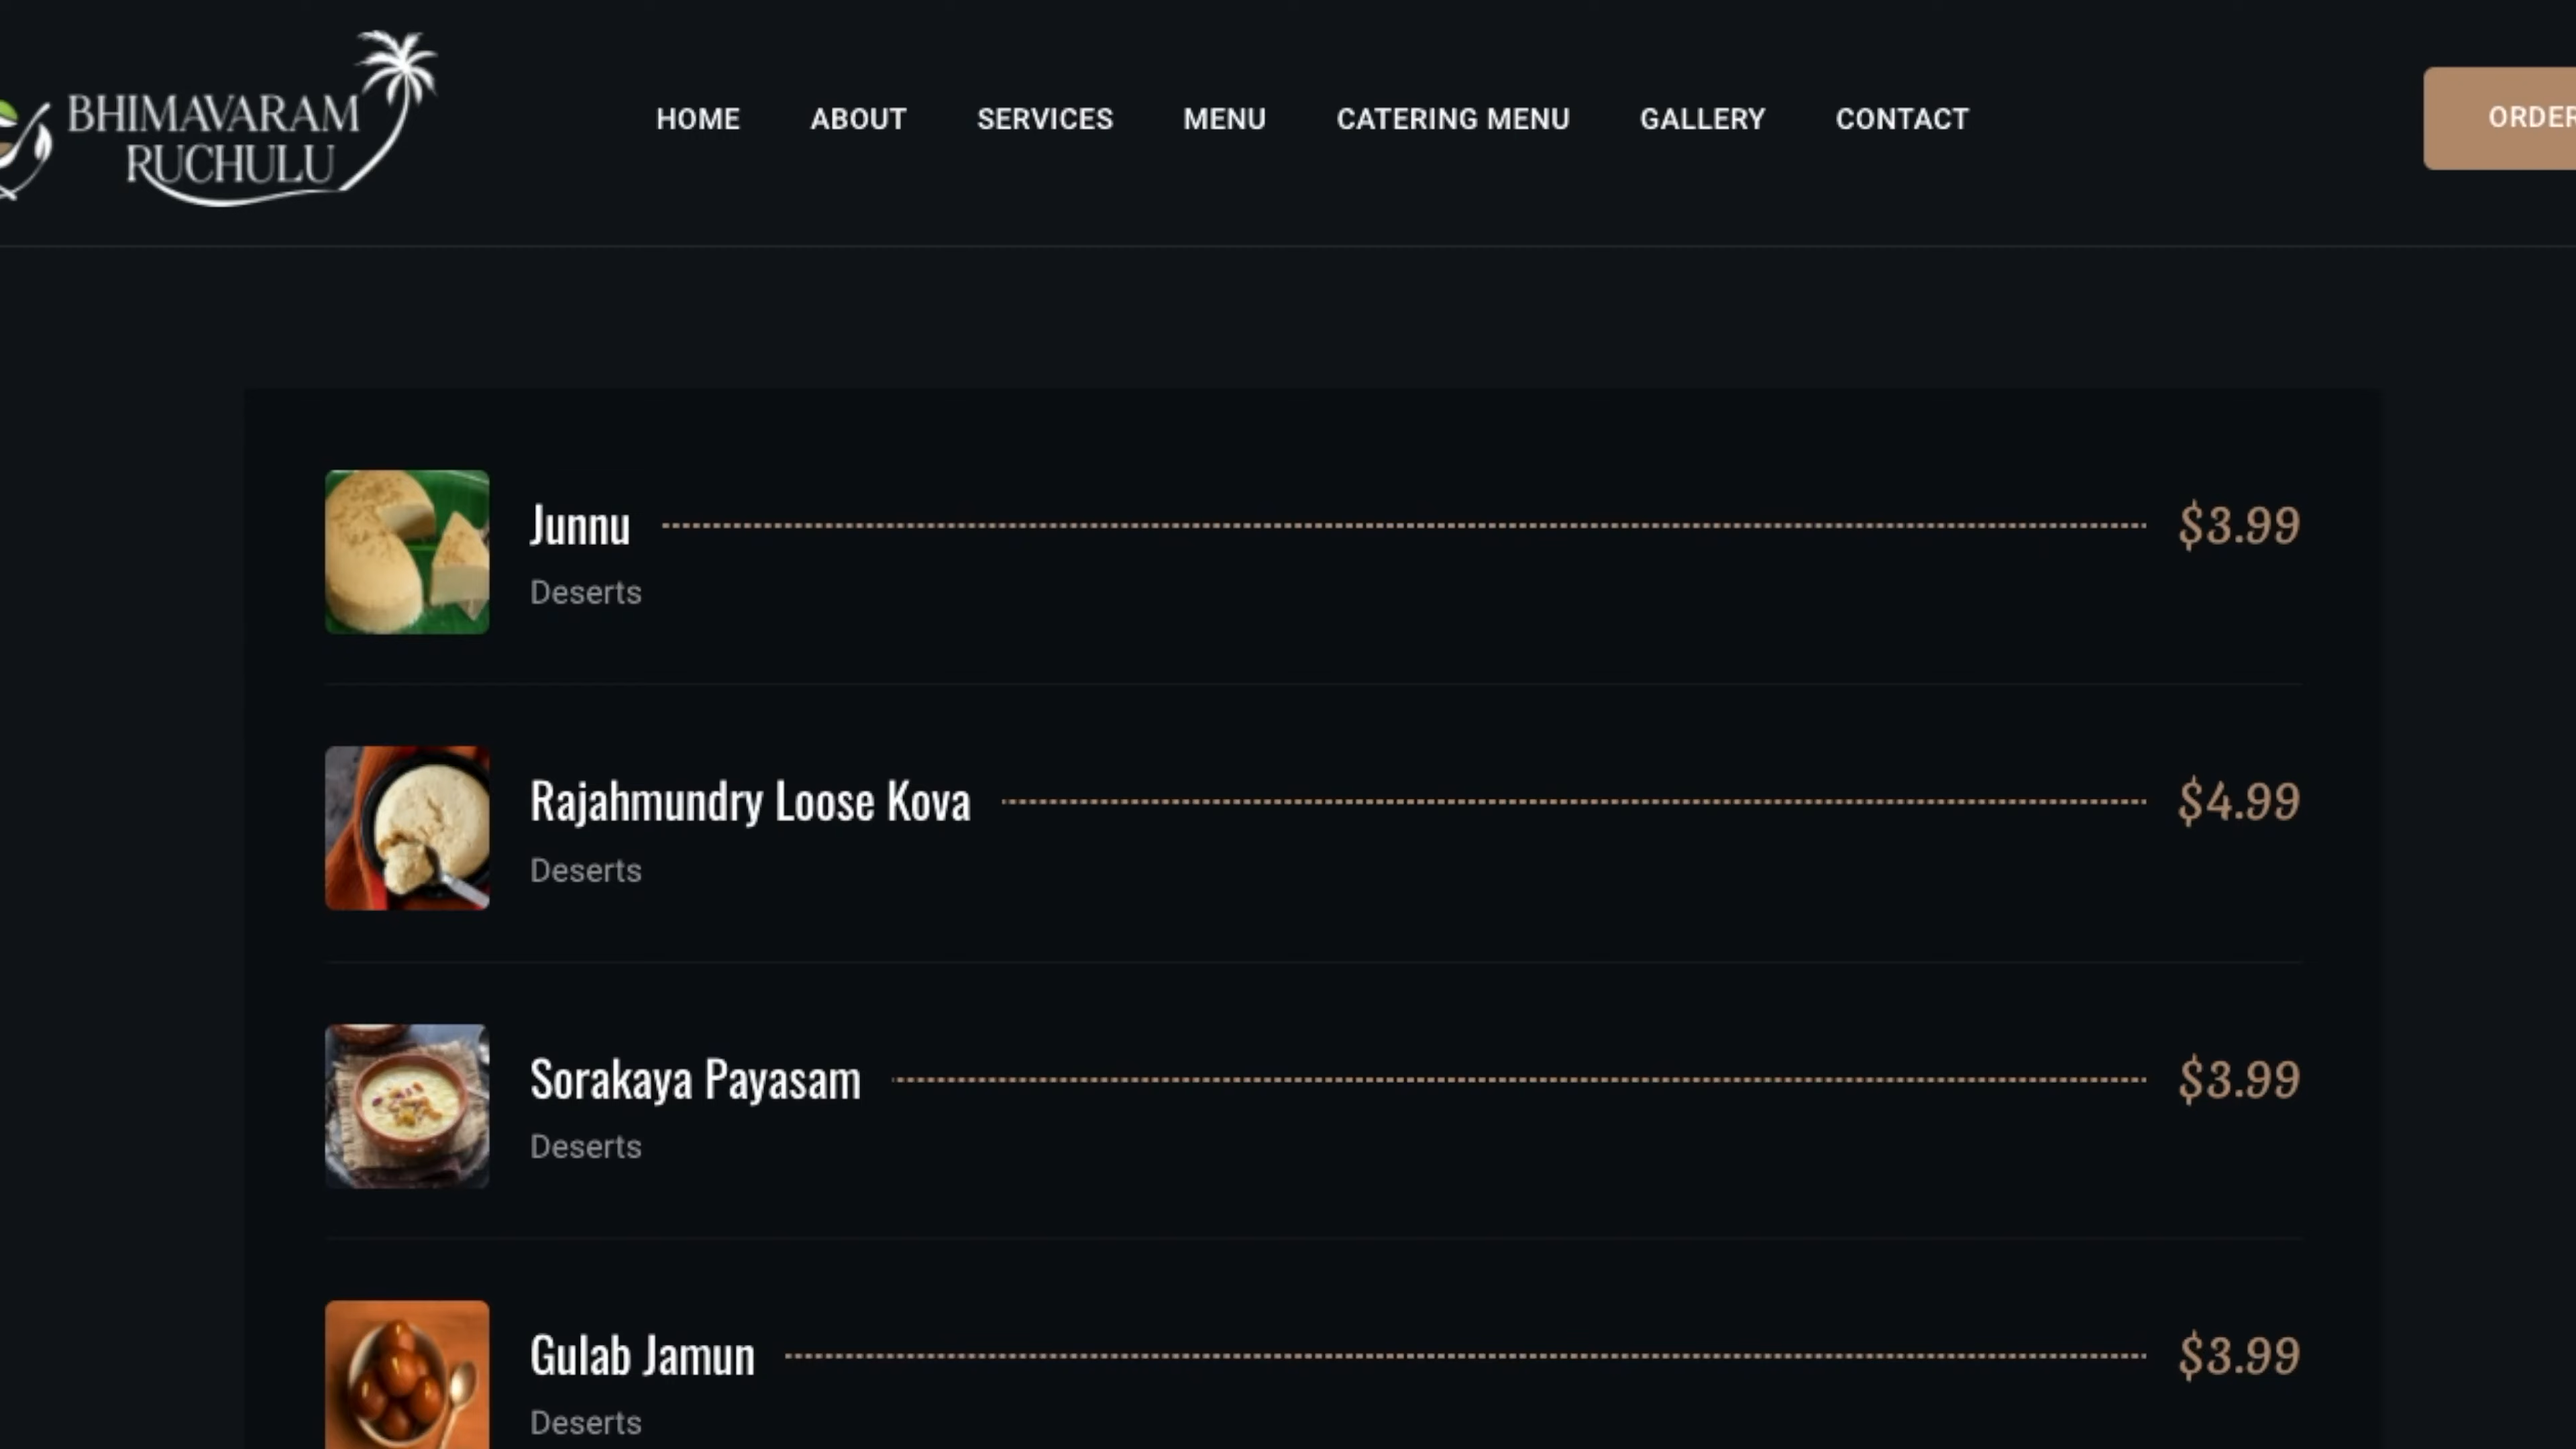 BHIMAVARAM
RUCHULU
HOME ABOUT SERVICES MENU CATERING MENU GALLERY CONTACT
ORDER
Junnu $3.99
Deserts
Rajahmundry Loose Kova $4.99
Deserts
Sorakaya Payasam $3.99
Deserts
Gulab Jamun $3.99
Deserts